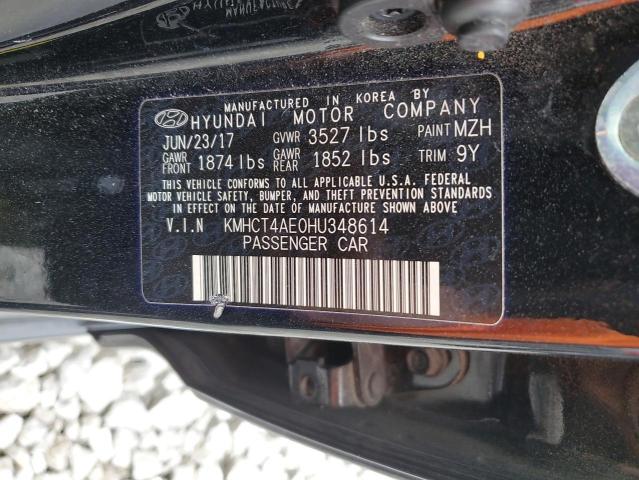 MANUFACTURED IN KOREA BY
HYUNDAI MOTOR COMPANY
JUN/23/17 GVWR 3527 lbs PAINT MZH
GAWR FRONT 1874 lbs GAWR REAR 1852 lbs TRIM 9Y
THIS VEHICLE CONFORMS TO ALL APPLICABLE U.S.A. FEDERAL
MOTOR VEHICLE SAFETY, BUMPER, AND THEFT PREVENTION STANDARDS
IN EFFECT ON THE DATE OF MANUFACTURE SHOWN ABOVE
V.I.N KMHCT4AE0HU348614
PASSENGER CAR